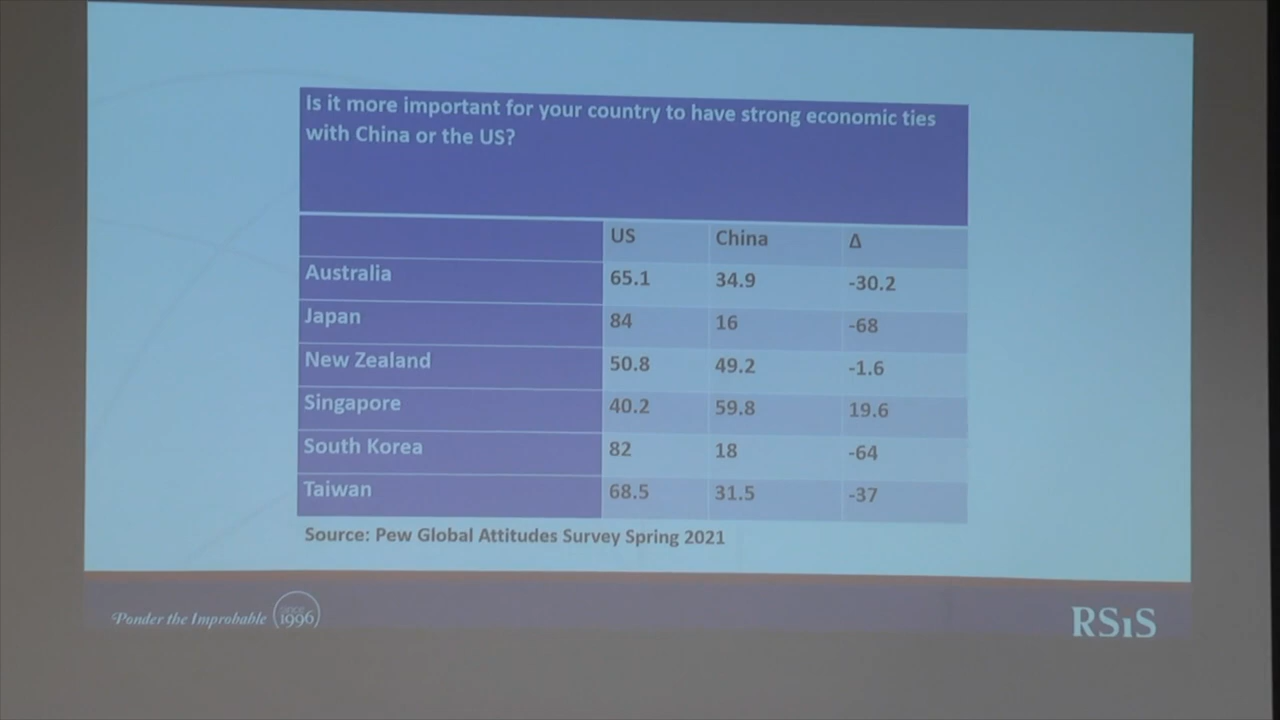 Is it more important for your country to have strong economic ties
with China or the US?
US China Δ
Australia 65.1 34.9 -30.2
Japan 84 16 -68
New Zealand 50.8 49.2 -1.6
Singapore 40.2 59.8 19.6
South Korea 82 18 -64
Taiwan 68.5 31.5 -37
Source: Pew Global Attitudes Survey Spring 2021
Ponder the Improbable since 1996
RSiS